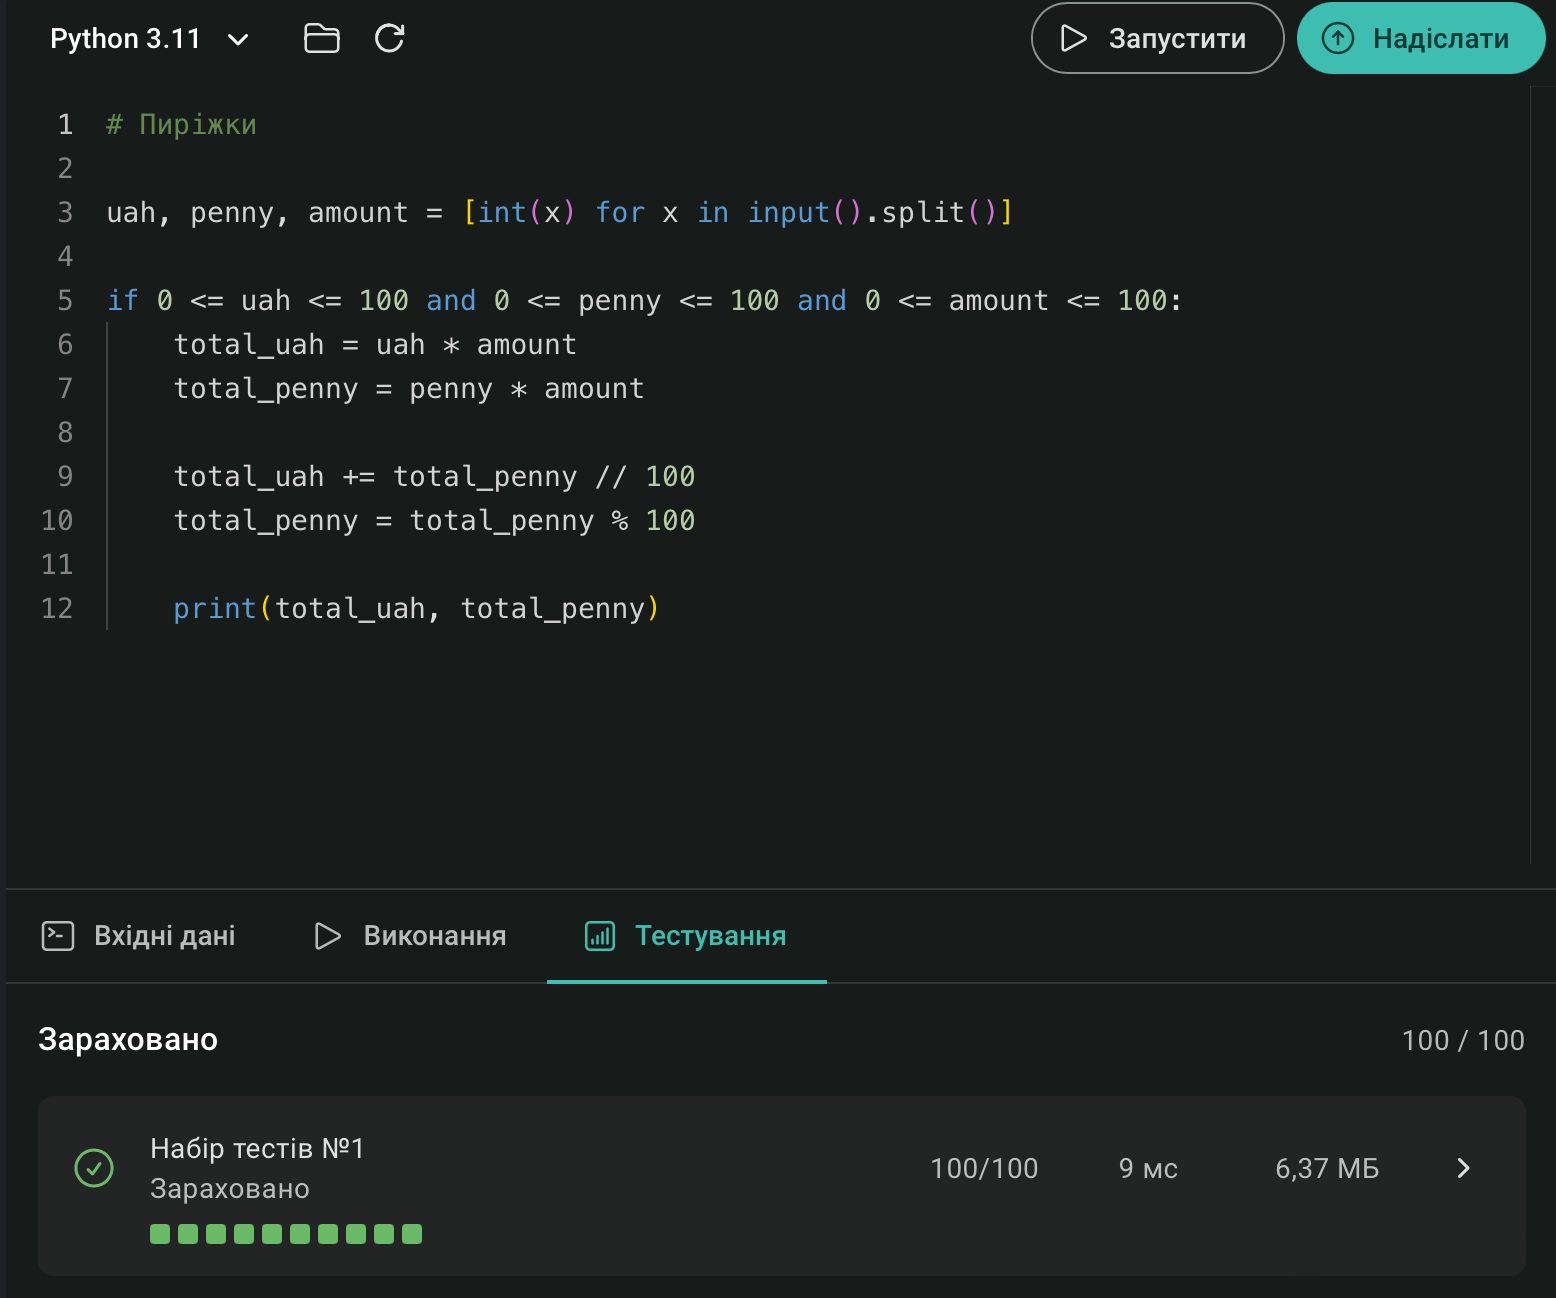 Python 3.11
Запустити
Надіслати
1 # Пиріжки
2
3 uah, penny, amount = [int(x) for x in input().split()]
4
5 if 0 <= uah <= 100 and 0 <= penny <= 100 and 0 <= amount <= 100:
6     total_uah = uah * amount
7     total_penny = penny * amount
8
9     total_uah += total_penny // 100
10     total_penny = total_penny % 100
11
12     print(total_uah, total_penny)
Вхідні дані
Виконання
Тестування
Зараховано
100 / 100
Набір тестів №1
Зараховано
100/100
9 мс
6,37 МБ